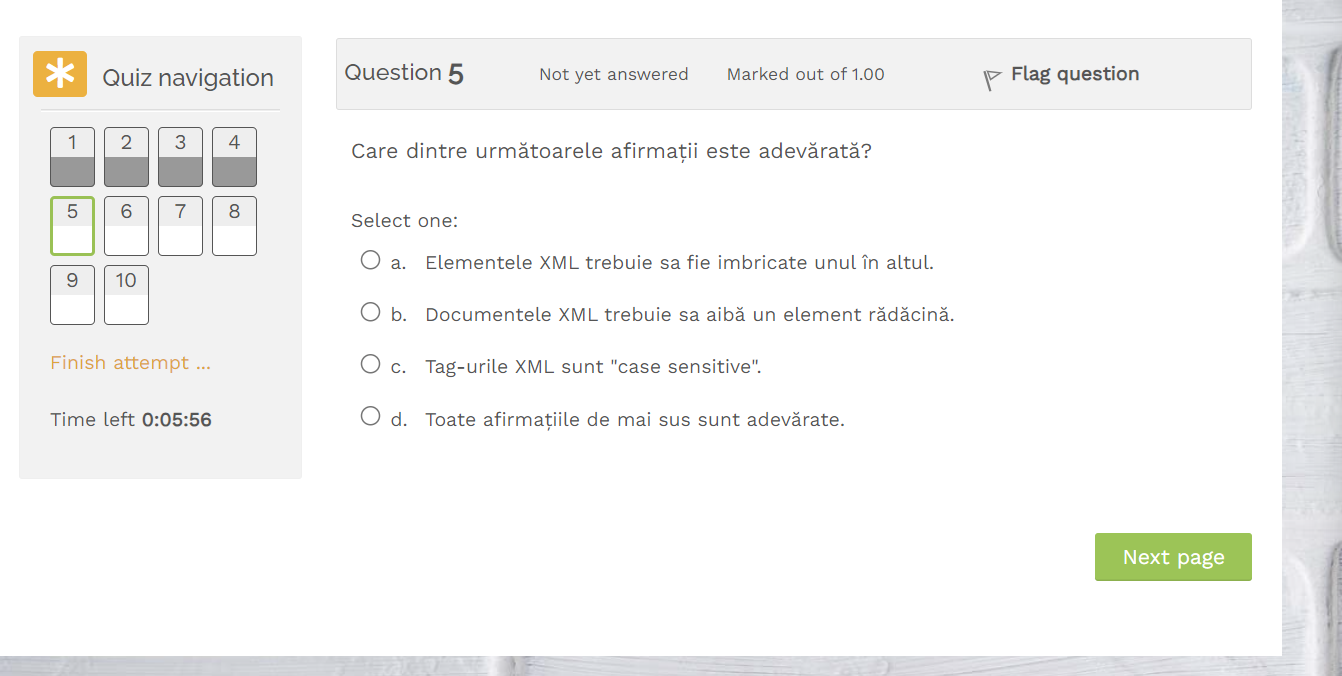 Quiz navigation
1 2 3 4
5 6 7 8
9 10
Finish attempt ...
Time left 0:05:56
Question 5 Not yet answered Marked out of 1.00 Flag question
Care dintre următoarele afirmații este adevărată?
Select one:
a. Elementele XML trebuie sa fie imbricate unul în altul.
b. Documentele XML trebuie sa aibă un element rădăcină.
c. Tag-urile XML sunt "case sensitive".
d. Toate afirmațiile de mai sus sunt adevărate.
Next page